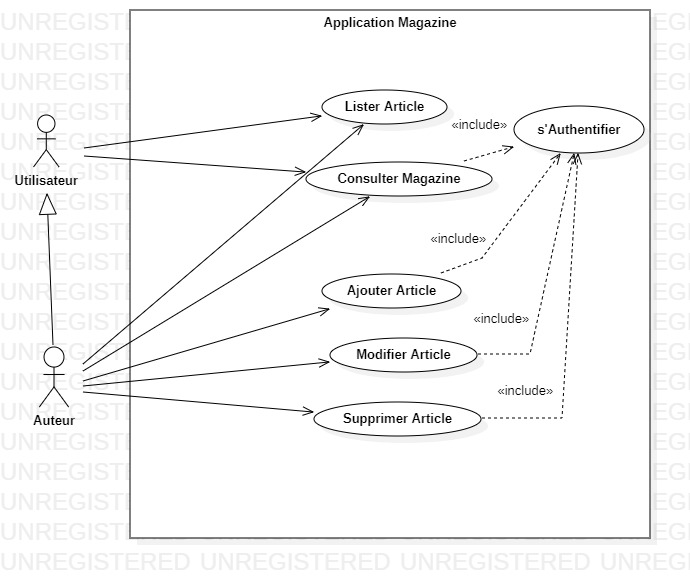 Application Magazine
Lister Article
«include»
s'Authentifier
Utilisateur
Consulter Magazine
«include»
Ajouter Article
«include»
Modifier Article
«include»
Auteur
Supprimer Article
UNREGISTERED UNREGISTERED UNREGISTERED UNREGISTERED